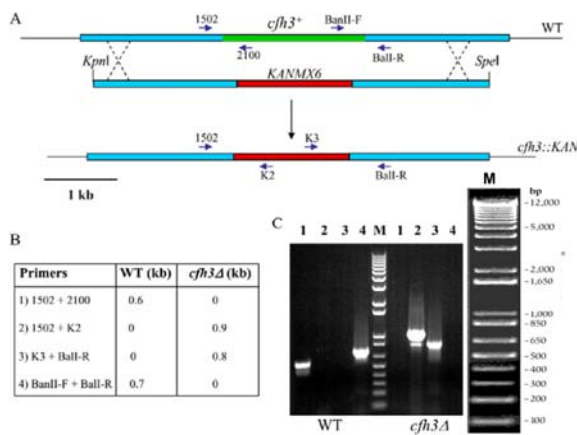 A
1502
cfh3+
BanII-F
WT
2100
BalI-R
KpnI
SpeI
KANMX6
1502
K3
cfh3::KAN
K2
BalI-R
1 kb
B
Primers WT (kb) cfh3Δ (kb)
1) 1502 + 2100 0.6 0
2) 1502 + K2 0 0.9
3) K3 + BalI-R 0 0.8
4) BanII-F + BalI-R 0.7 0
C
1 2 3 4 M 1 2 3 4
WT cfh3Δ
M
bp
12,000
5,000
2,000
1,650
1,000
850
650
500
400
300
200
100